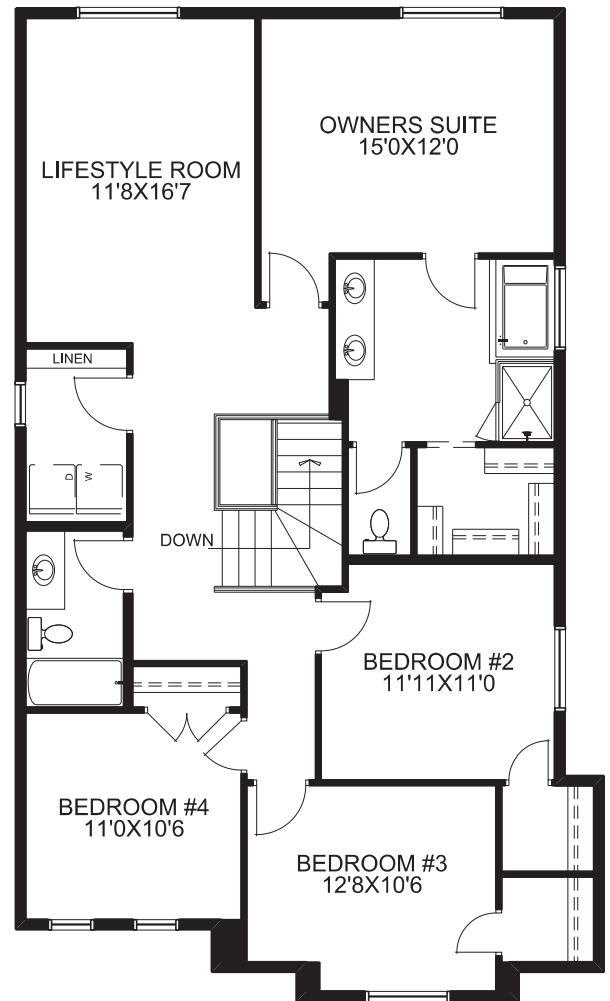 OWNERS SUITE
15'0X12'0
LIFESTYLE ROOM
11'8X16'7
LINEN
D
W
DOWN
BEDROOM #2
11'11X11'0
BEDROOM #4
11'0X10'6
BEDROOM #3
12'8X10'6